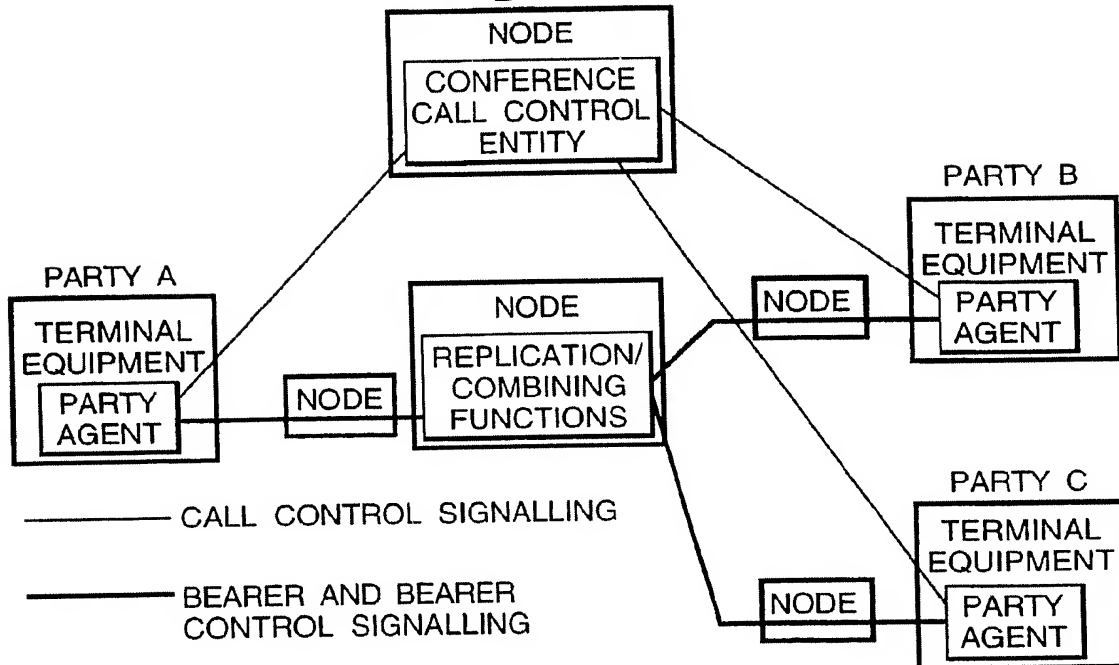 NODE
CONFERENCE
CALL CONTROL
ENTITY
PARTY B
TERMINAL
EQUIPMENT
PARTY
AGENT
PARTY A
TERMINAL
EQUIPMENT
PARTY
AGENT
NODE
NODE
REPLICATION/
COMBINING
FUNCTIONS
NODE
CALL CONTROL SIGNALLING
BEARER AND BEARER
CONTROL SIGNALLING
PARTY C
TERMINAL
EQUIPMENT
PARTY
AGENT
NODE